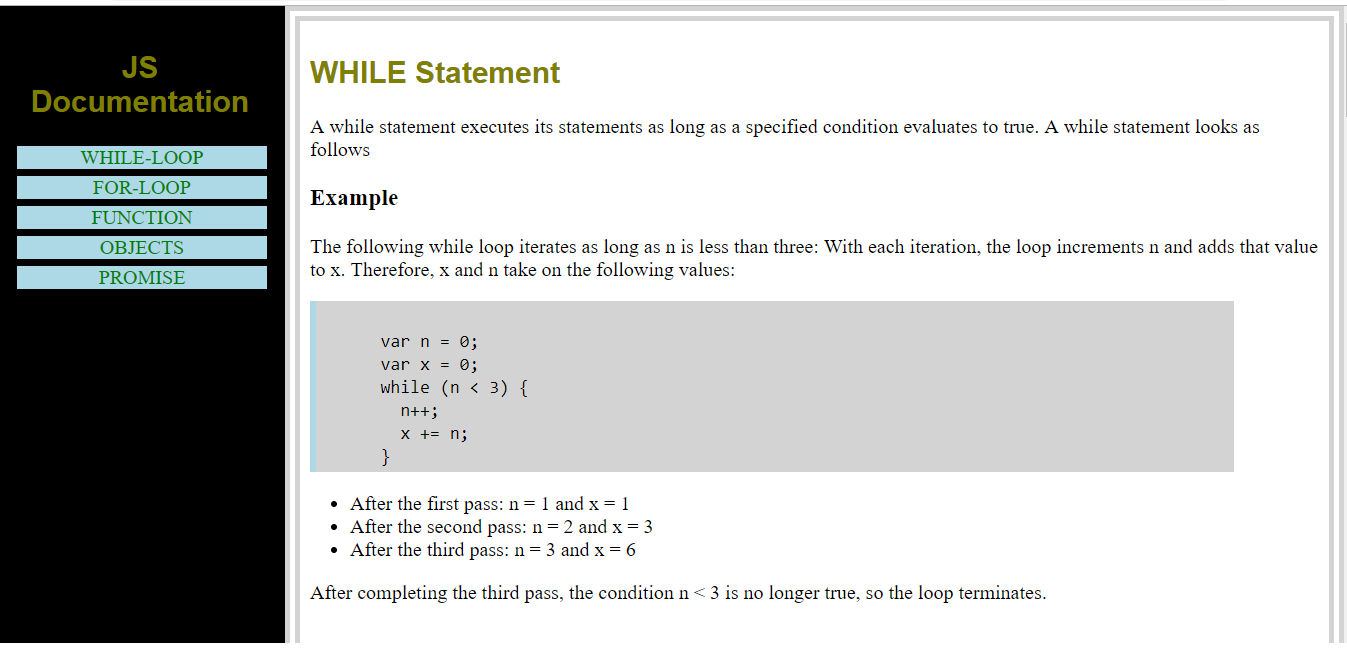 JS
Documentation
WHILE-LOOP
FOR-LOOP
FUNCTION
OBJECTS
PROMISE
WHILE Statement
A while statement executes its statements as long as a specified condition evaluates to true. A while statement looks as
follows
Example
The following while loop iterates as long as n is less than three: With each iteration, the loop increments n and adds that value
to x. Therefore, x and n take on the following values:
var n = 0;
var x = 0;
while (n < 3) {
  n++;
  x += n;
}
• After the first pass: n = 1 and x = 1
• After the second pass: n = 2 and x = 3
• After the third pass: n = 3 and x = 6
After completing the third pass, the condition n < 3 is no longer true, so the loop terminates.